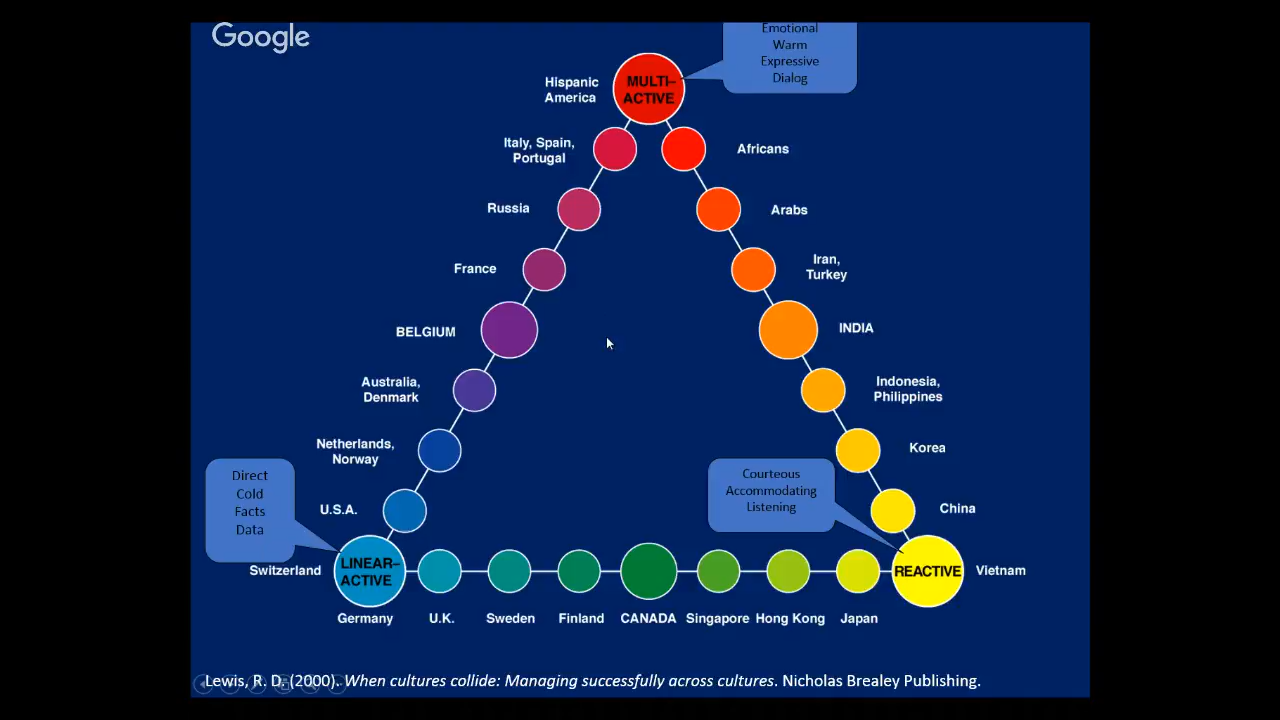 Google
Emotional
Warm
Expressive
Dialog
MULTI-
ACTIVE
Hispanic
America
Italy, Spain,
Portugal
Africans
Russia
Arabs
France
Iran,
Turkey
BELGIUM
INDIA
Australia,
Denmark
Indonesia,
Philippines
Netherlands,
Norway
Korea
Direct
Cold
Facts
Data
Courteous
Accommodating
Listening
U.S.A.
China
Switzerland
LINEAR-
ACTIVE
REACTIVE
Vietnam
Germany
U.K.
Sweden
Finland
CANADA
Singapore
Hong Kong
Japan
Lewis, R. D. (2000). When cultures collide: Managing successfully across cultures. Nicholas Brealey Publishing.